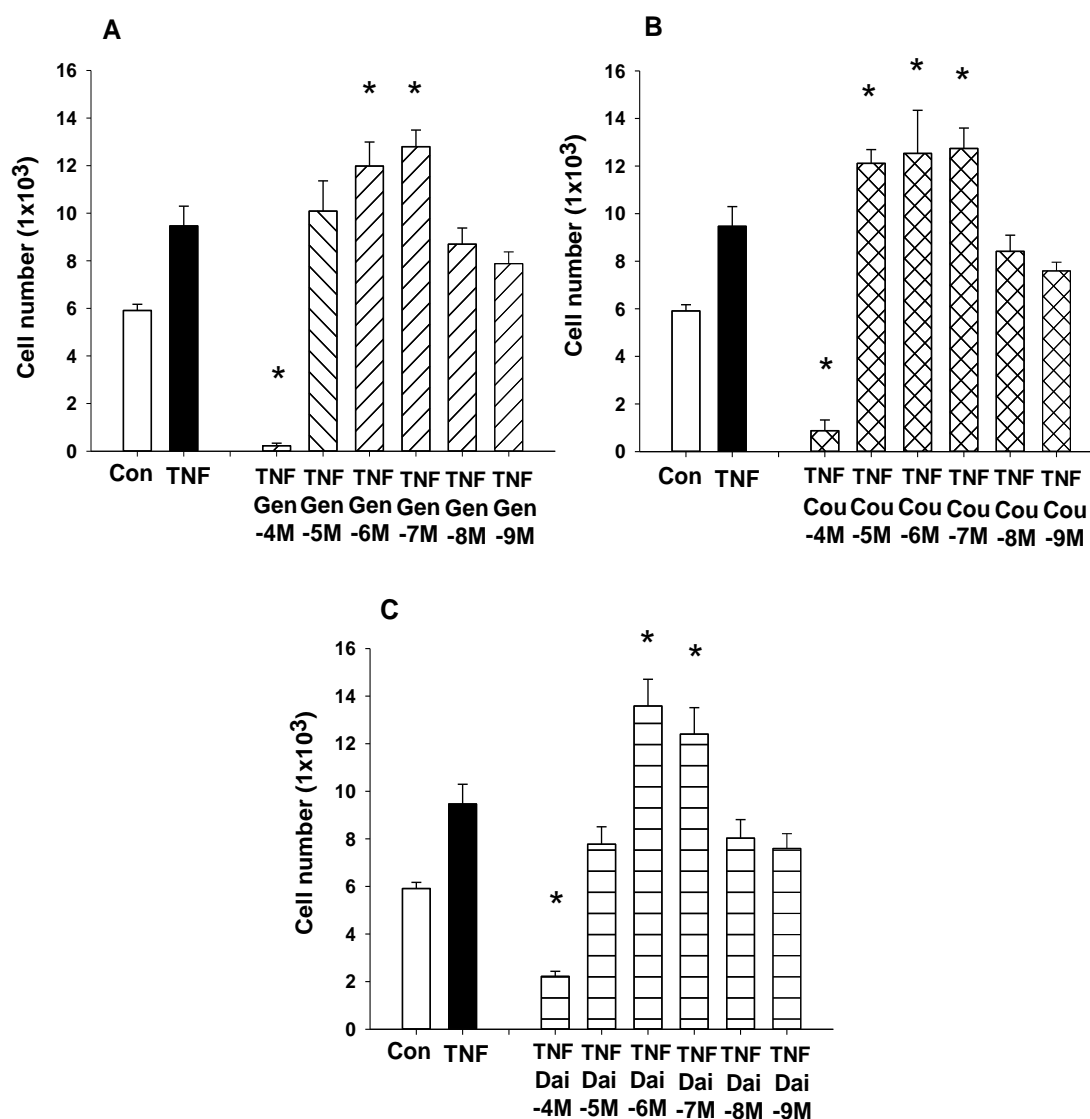 A
16
14
12
10
8
6
4
2
0
Cell number (1x10³)
* * *
Con TNF TNF TNF TNF TNF TNF TNF
Gen Gen Gen Gen Gen Gen
-4M -5M -6M -7M -8M -9M
B
16
14
12
10
8
6
4
2
0
Cell number (1x10³)
* * * *
Con TNF TNF TNF TNF TNF TNF TNF
Cou Cou Cou Cou Cou Cou
-4M -5M -6M -7M -8M -9M
C
16
14
12
10
8
6
4
2
0
Cell number (1x10³)
* * *
Con TNF TNF TNF TNF TNF TNF TNF
Dai Dai Dai Dai Dai Dai
-4M -5M -6M -7M -8M -9M